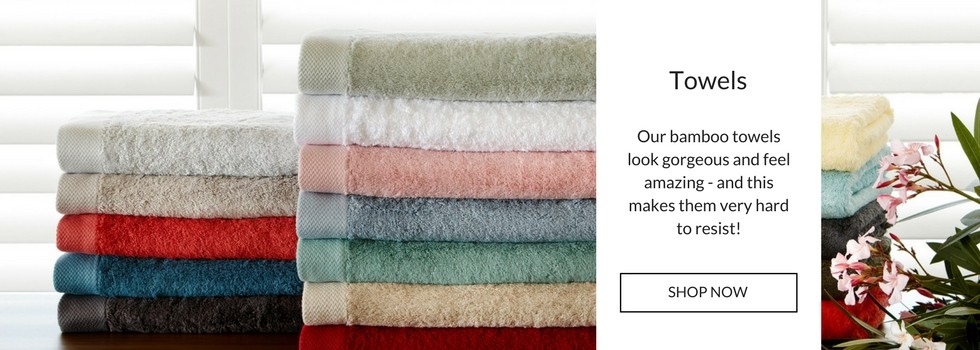 Towels
Our bamboo towels
look gorgeous and feel
amazing - and this
makes them very hard
to resist!
SHOP NOW